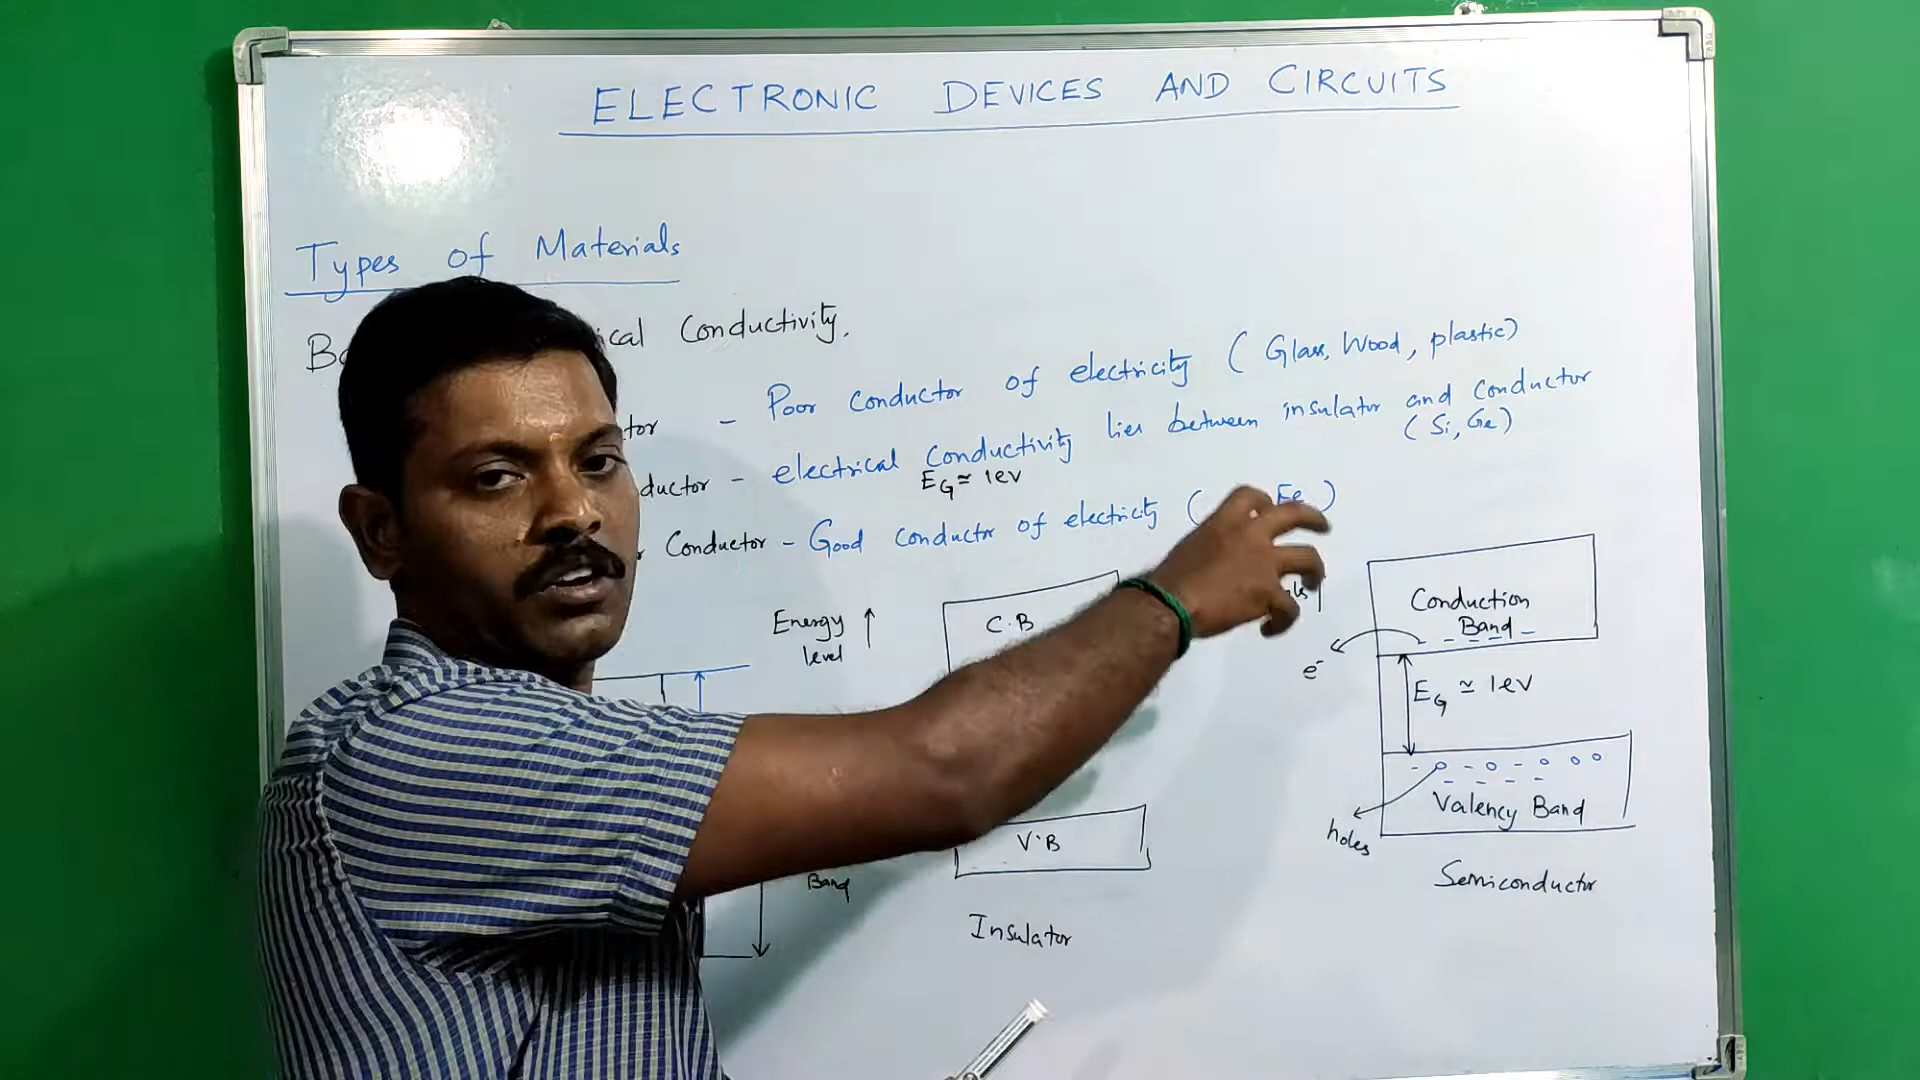 ELECTRONIC DEVICES AND CIRCUITS
Types of Materials
ical Conductivity.
tor - Poor conductor of electricity (Glass, Wood, plastic)
ductor - electrical conductivity lies between insulator and conductor
(Si, Ge)
EG ≃ 1ev
Conductor - Good conductor of electricity ( Fe )
Energy
level
C.B
V.B
Band
Insulator
Conduction
Band
e-
EG ≃ 1eV
Valency Band
holes
Semiconductor